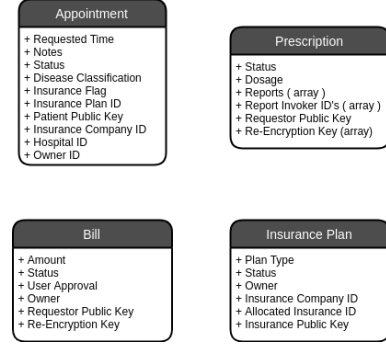 Appointment
+ Requested Time
+ Notes
+ Status
+ Disease Classification
+ Insurance Flag
+ Insurance Plan ID
+ Patient Public Key
+ Insurance Company ID
+ Hospital ID
+ Owner ID
Prescription
+ Status
+ Dosage
+ Reports ( array )
+ Report Invoker ID's ( array )
+ Requestor Public Key
+ Re-Encryption Key (array)
Bill
+ Amount
+ Status
+ User Approval
+ Owner
+ Requestor Public Key
+ Re-Encryption Key
Insurance Plan
+ Plan Type
+ Status
+ Owner
+ Insurance Company ID
+ Allocated Insurance ID
+ Insurance Public Key